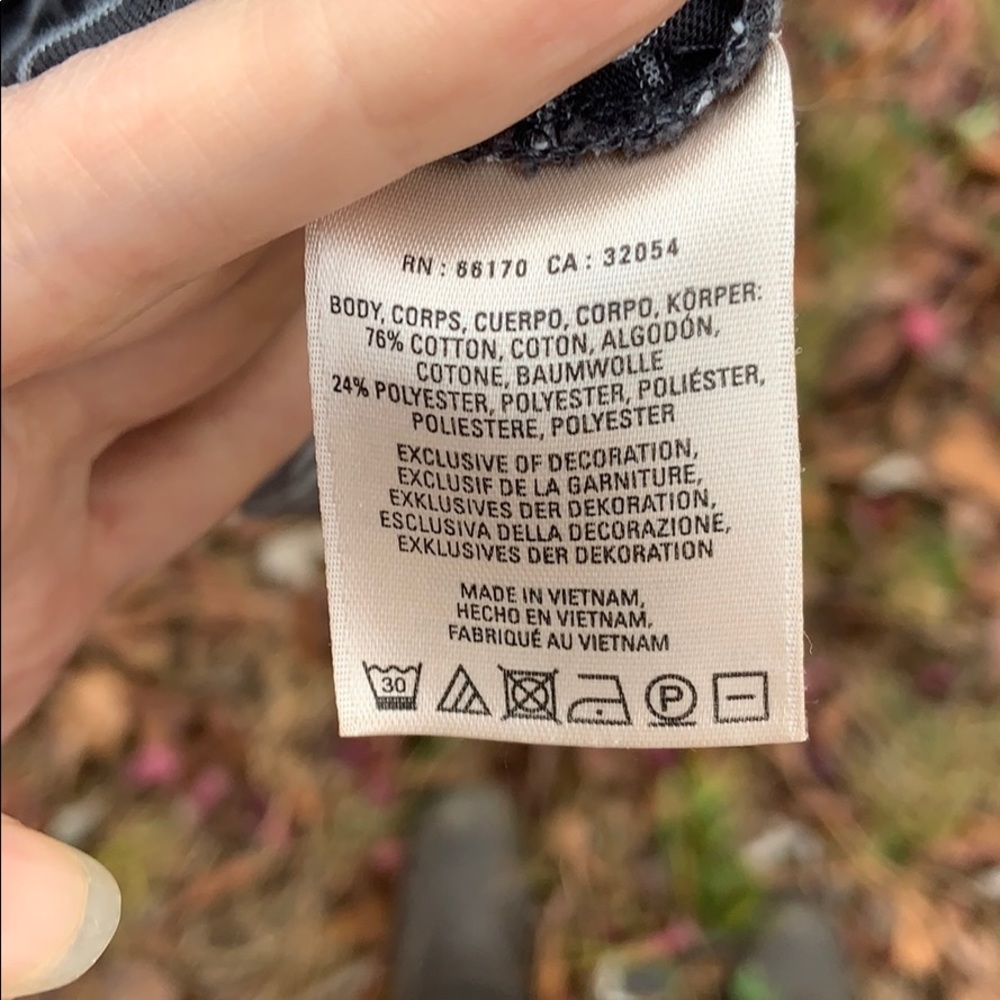 RN : 66170 CA : 32054
BODY, CORPS, CUERPO, CORPO, KÖRPER:
76% COTTON, COTON, ALGODÓN,
COTONE, BAUMWOLLE
24% POLYESTER, POLYESTER, POLIÉSTER,
POLIESTERE, POLYESTER
EXCLUSIVE OF DECORATION,
EXCLUSIF DE LA GARNITURE,
EXKLUSIVES DER DEKORATION,
ESCLUSIVA DELLA DECORAZIONE,
EXKLUSIVES DER DEKORATION
MADE IN VIETNAM,
HECHO EN VIETNAM,
FABRIQUÉ AU VIETNAM
30 P